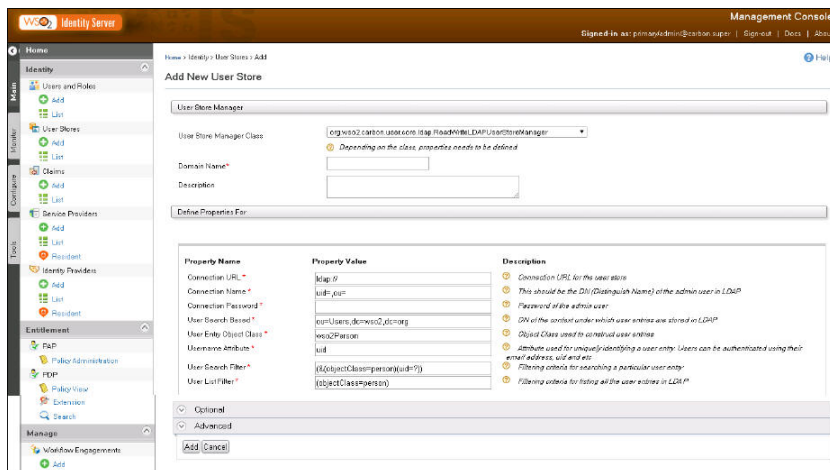 WSO2 Identity Server
Management Console
Signed-in as: primary/admin@carbon.super | Sign-out | Docs | Abou
Home
Help
Main
Monitor
Configure
Tools
Identity
Users and Roles
Add
List
User Stores
Add
List
Claims
Add
List
Service Providers
Add
List
Resident
Identity Providers
Add
List
Resident
Entitlement
PAP
Policy Administration
PDP
Policy View
Extension
Search
Manage
Workflow Engagements
Add
Home > Identity > User Stores > Add
Add New User Store
User Store Manager
User Store Manager Class
org.wso2.carbon.user.core.ldap.ReadWriteLDAPUserStoreManager
Depending on the class, properties needs to be defined
Domain Name*
Description
Define Properties For
Property Name Property Value Description
Connection URL* ldap:// Connection URL for the user store
Connection Name* uid=,ou= This should be the DN (Distinguish Name) of the admin user in LDAP
Connection Password* Password of the admin user
User Search Based* ou=Users,dc=wso2,dc=org DN of the context under which user entries are stored in LDAP
User Entry Object Class* wso2Person Object Class used to construct user entries
Username Attribute* uid Attribute used for uniquely identifying a user entry. Users can be authenticated using their
email address, uid and etc
User Search Filter* (&(objectClass=person)(uid=?)) Filtering criteria for searching a particular user entry
User List Filter* (objectClass=person) Filtering criteria for listing all the user entries in LDAP
Optional
Advanced
Add Cancel